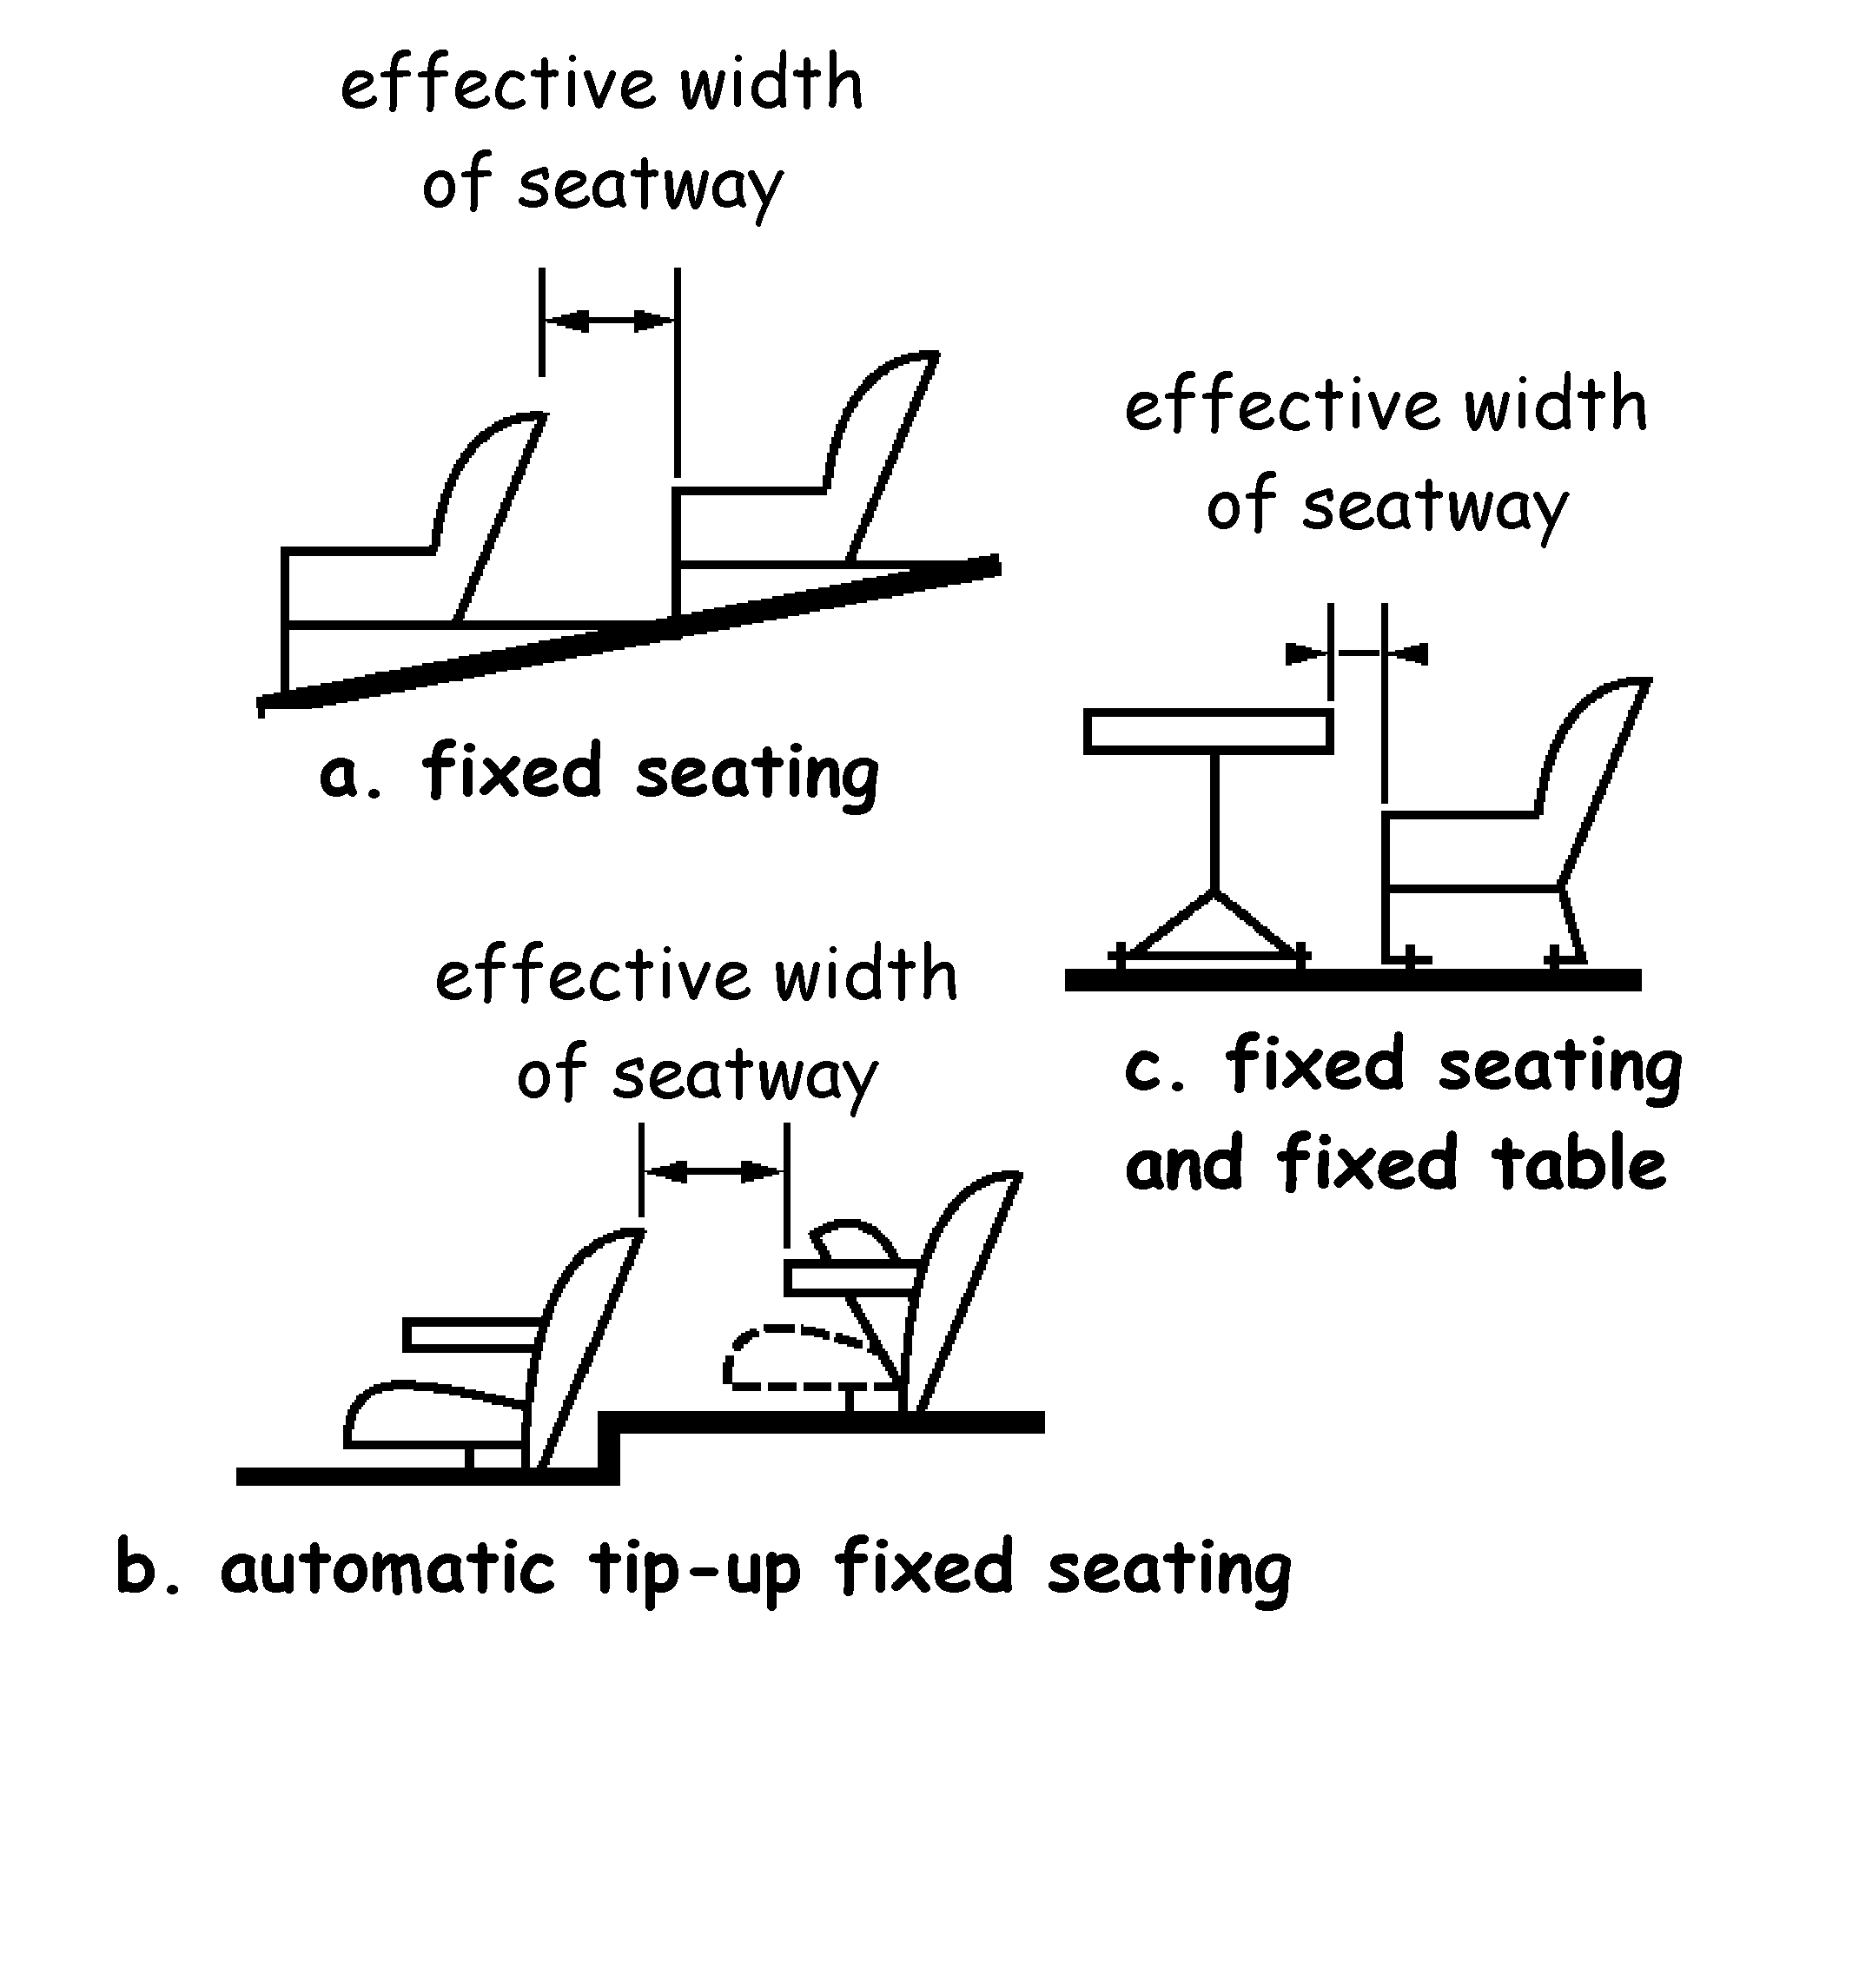 effective width
of seatway
a. fixed seating
effective width
of seatway
c. fixed seating
and fixed table
effective width
of seatway
b. automatic tip-up fixed seating